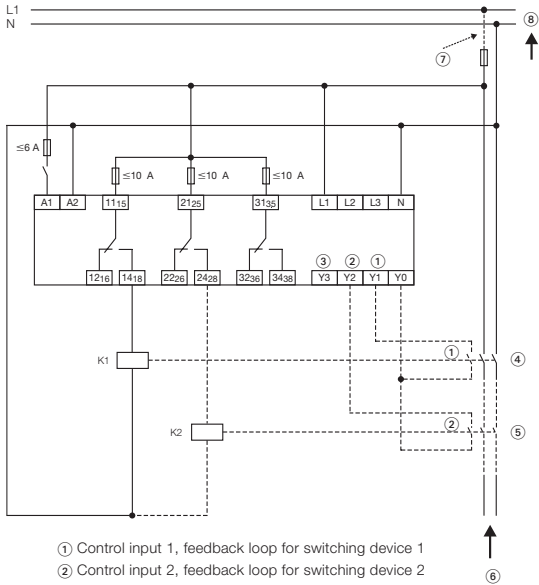 L1
N
⑧
⑦
≤6 A
≤10 A
≤10 A
≤10 A
A1 A2 1115 2125 3135 L1 L2 L3 N
③ ② ①
1216 1418 2226 2428 3236 3438 Y3 Y2 Y1 Y0
K1
①
④
K2
②
⑤
① Control input 1, feedback loop for switching device 1
② Control input 2, feedback loop for switching device 2
⑥